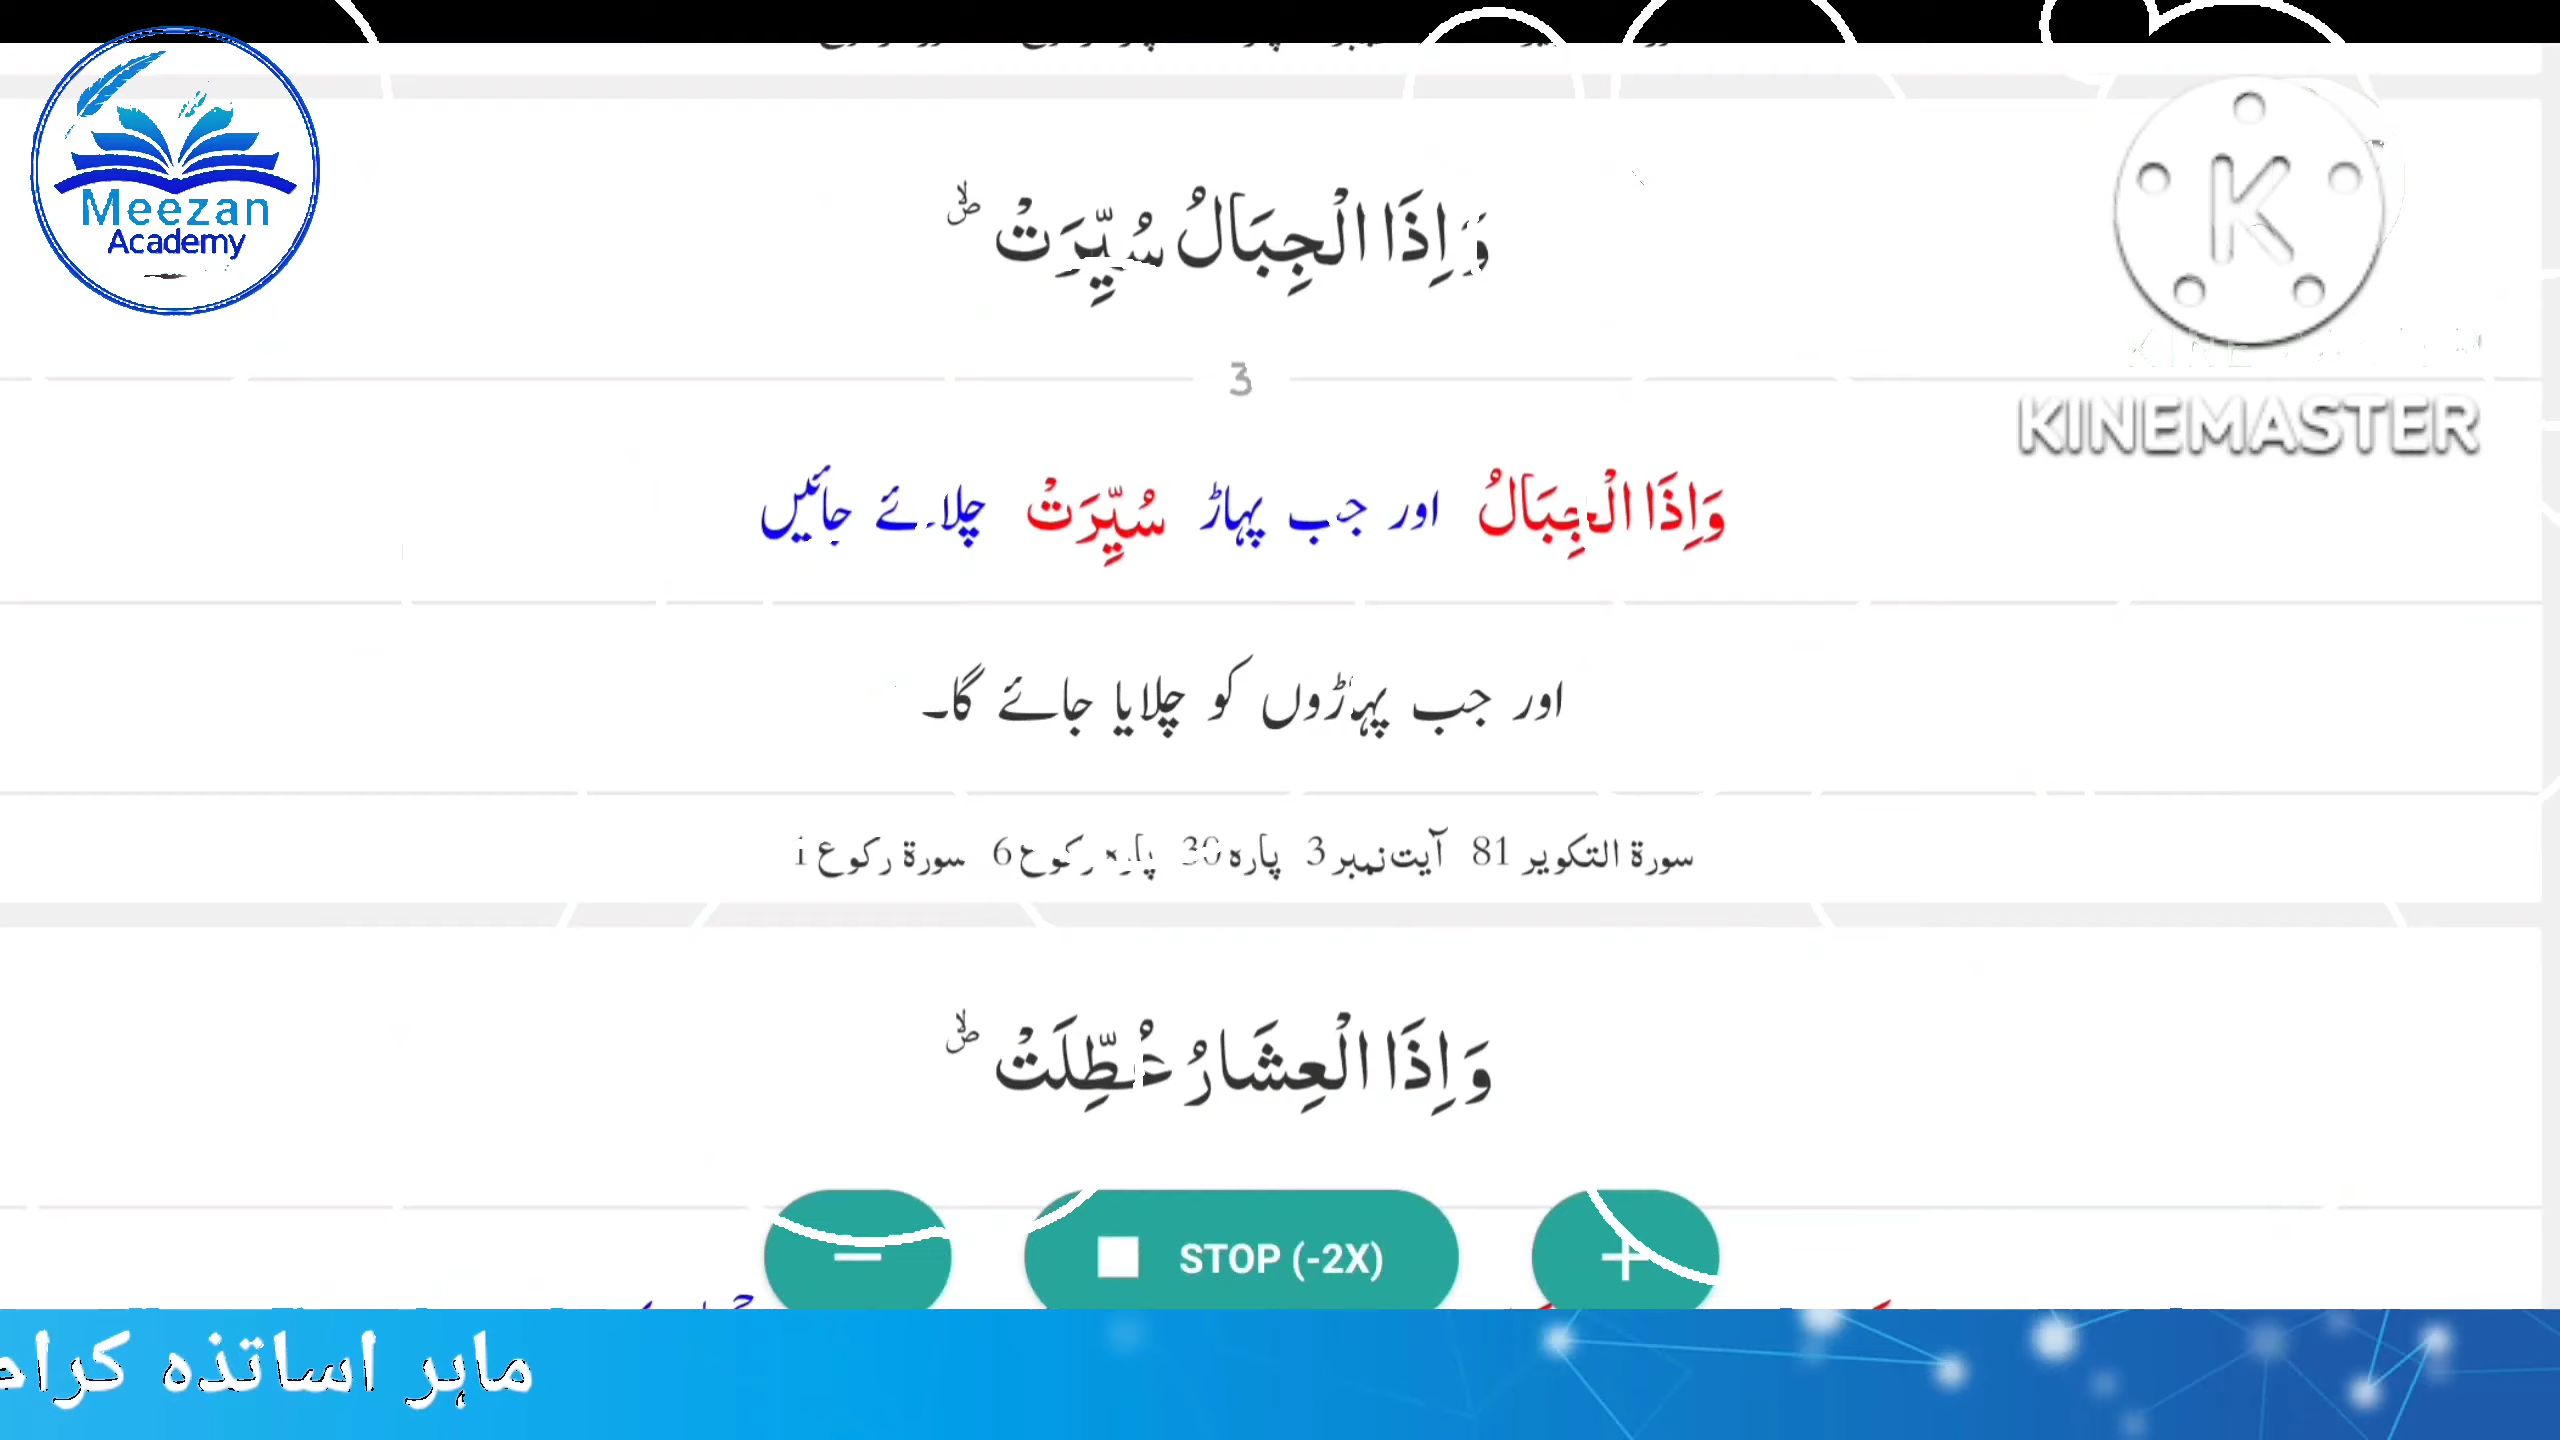 Meezan
Academy
وَاِذَا الْجِبَالُ سُيِّرَتْ ۪ۙۖ
3
KINEMASTER
وَاِذَا الْجِبَالُ اور جب پہاڑ سُيِّرَتْ چلائے جائیں
اور جب پہاڑوں کو چلایا جائے گا۔
سورۃ التکویر 81 آیت نمبر 3 پارہ 30 پارہ رکوع 6 سورۃ رکوع 1
وَاِذَا الْعِشَارُ عُطِّلَتْ ۪ۙۖ
STOP (-2X)
ماہر اساتذہ